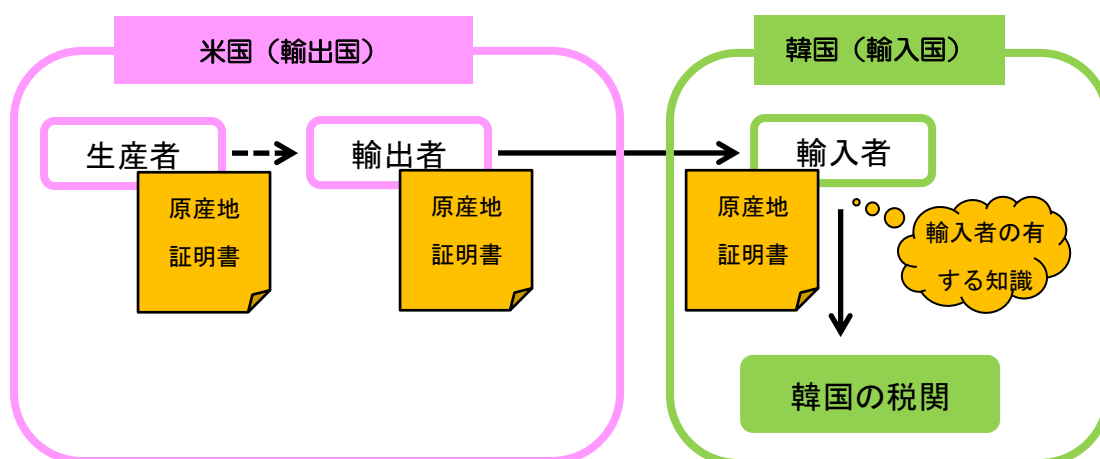 米国（輸出国）
韓国（輸入国）
生産者
輸出者
輸入者
原産地
証明書
原産地
証明書
原産地
証明書
輸入者の有
する知識
韓国の税関